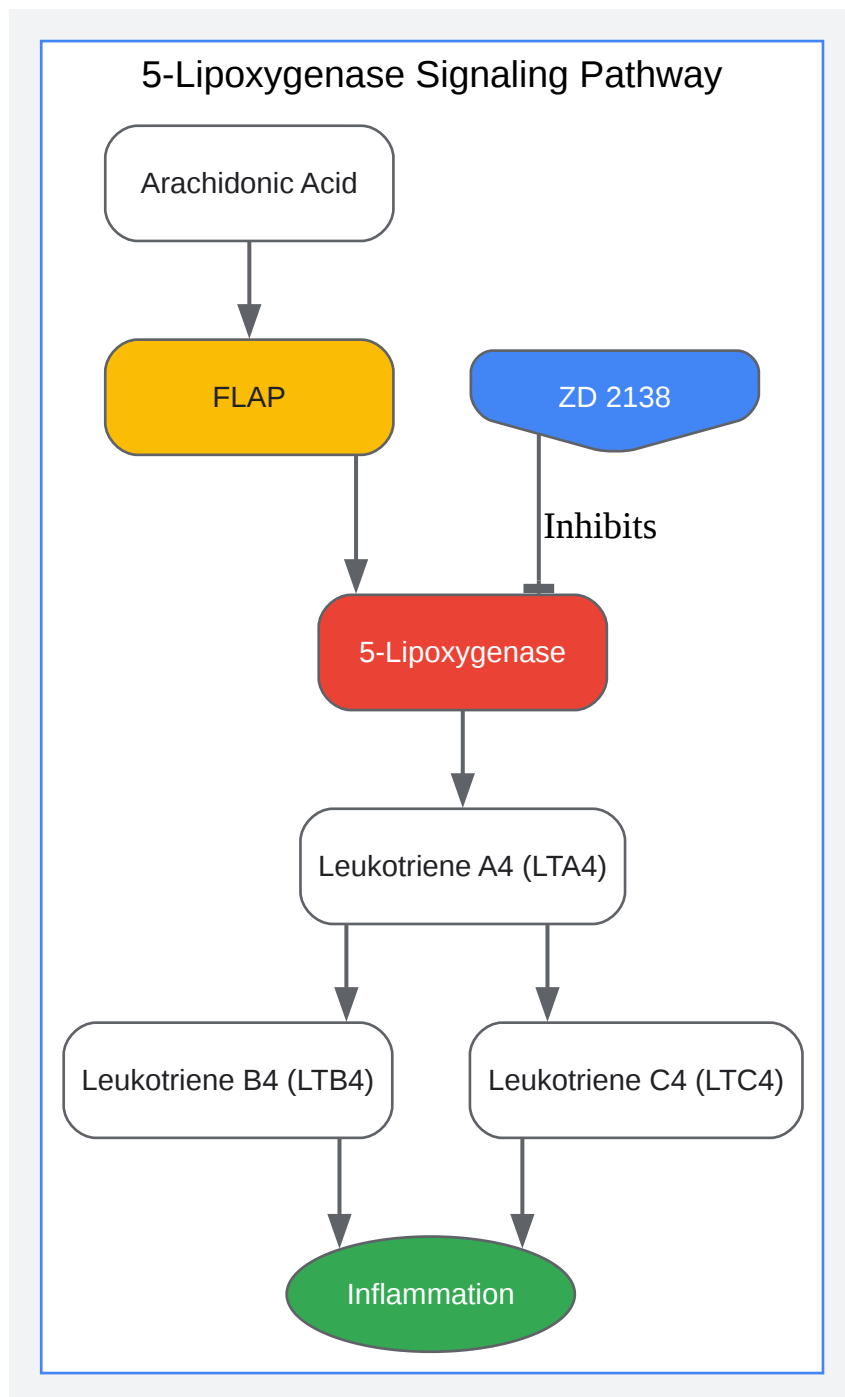 5-Lipoxygenase Signaling Pathway
Arachidonic Acid
FLAP
ZD 2138
Inhibits
5-Lipoxygenase
Leukotriene A4 (LTA4)
Leukotriene B4 (LTB4)
Leukotriene C4 (LTC4)
Inflammation